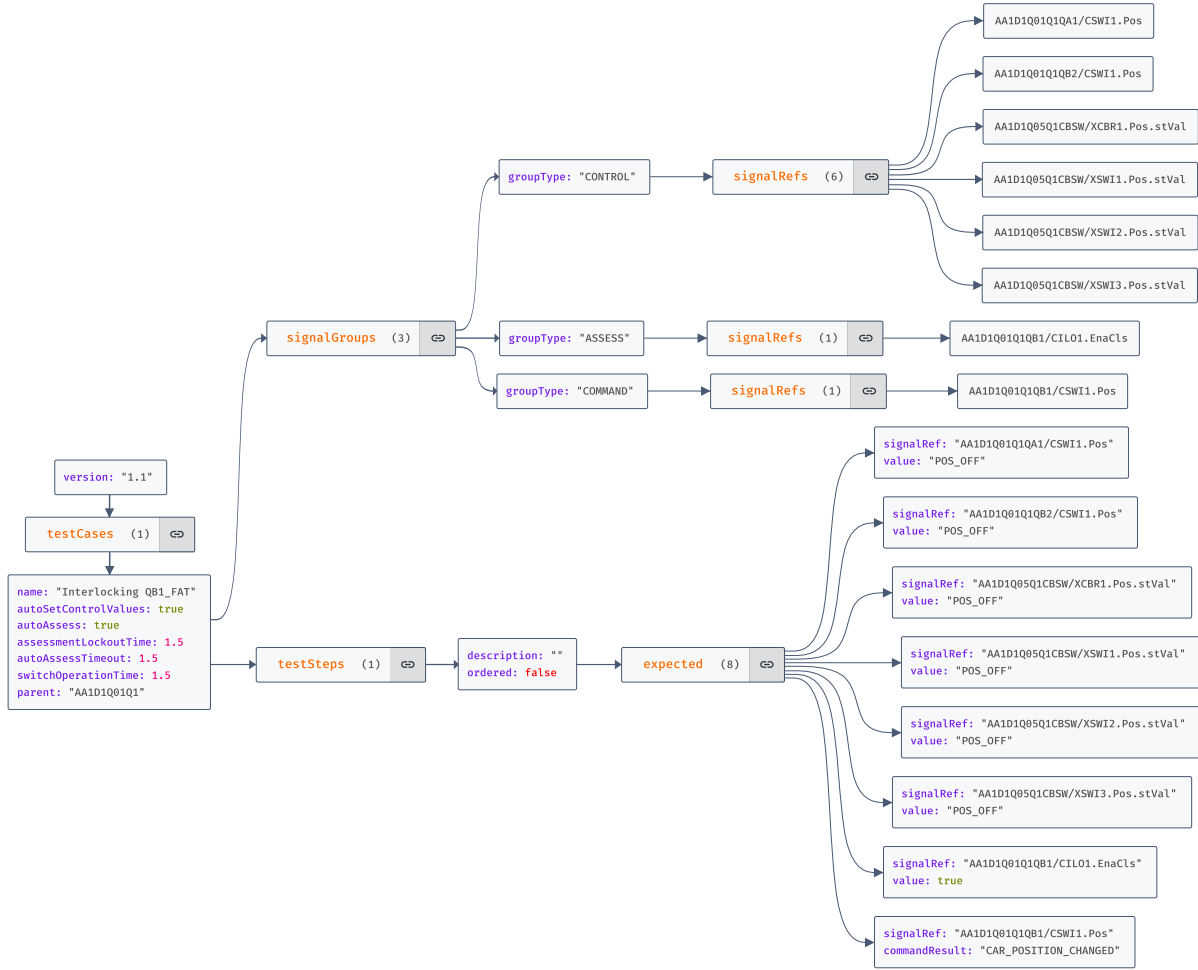 version: "1.1"
testCases (1)
name: "Interlocking QB1_FAT"
autoSetControlValues: true
autoAssess: true
assessmentLockoutTime: 1.5
autoAssessTimeout: 1.5
switchOperationTime: 1.5
parent: "AA1D1Q01Q1"
signalGroups (3)
groupType: "CONTROL"
signalRefs (6)
AA1D1Q01Q1QA1/CSWI1.Pos
AA1D1Q01Q1QB2/CSWI1.Pos
AA1D1Q05Q1CBSW/XCBR1.Pos.stVal
AA1D1Q05Q1CBSW/XSWI1.Pos.stVal
AA1D1Q05Q1CBSW/XSWI2.Pos.stVal
AA1D1Q05Q1CBSW/XSWI3.Pos.stVal
groupType: "ASSESS"
signalRefs (1)
AA1D1Q01Q1QB1/CILO1.EnaCls
groupType: "COMMAND"
signalRefs (1)
AA1D1Q01Q1QB1/CSWI1.Pos
testSteps (1)
description: ""
ordered: false
expected (8)
signalRef: "AA1D1Q01Q1QA1/CSWI1.Pos"
value: "POS_OFF"
signalRef: "AA1D1Q01Q1QB2/CSWI1.Pos"
value: "POS_OFF"
signalRef: "AA1D1Q05Q1CBSW/XCBR1.Pos.stVal"
value: "POS_OFF"
signalRef: "AA1D1Q05Q1CBSW/XSWI1.Pos.stVal"
value: "POS_OFF"
signalRef: "AA1D1Q05Q1CBSW/XSWI2.Pos.stVal"
value: "POS_OFF"
signalRef: "AA1D1Q05Q1CBSW/XSWI3.Pos.stVal"
value: "POS_OFF"
signalRef: "AA1D1Q01Q1QB1/CILO1.EnaCls"
value: true
signalRef: "AA1D1Q01Q1QB1/CSWI1.Pos"
commandResult: "CAR_POSITION_CHANGED"